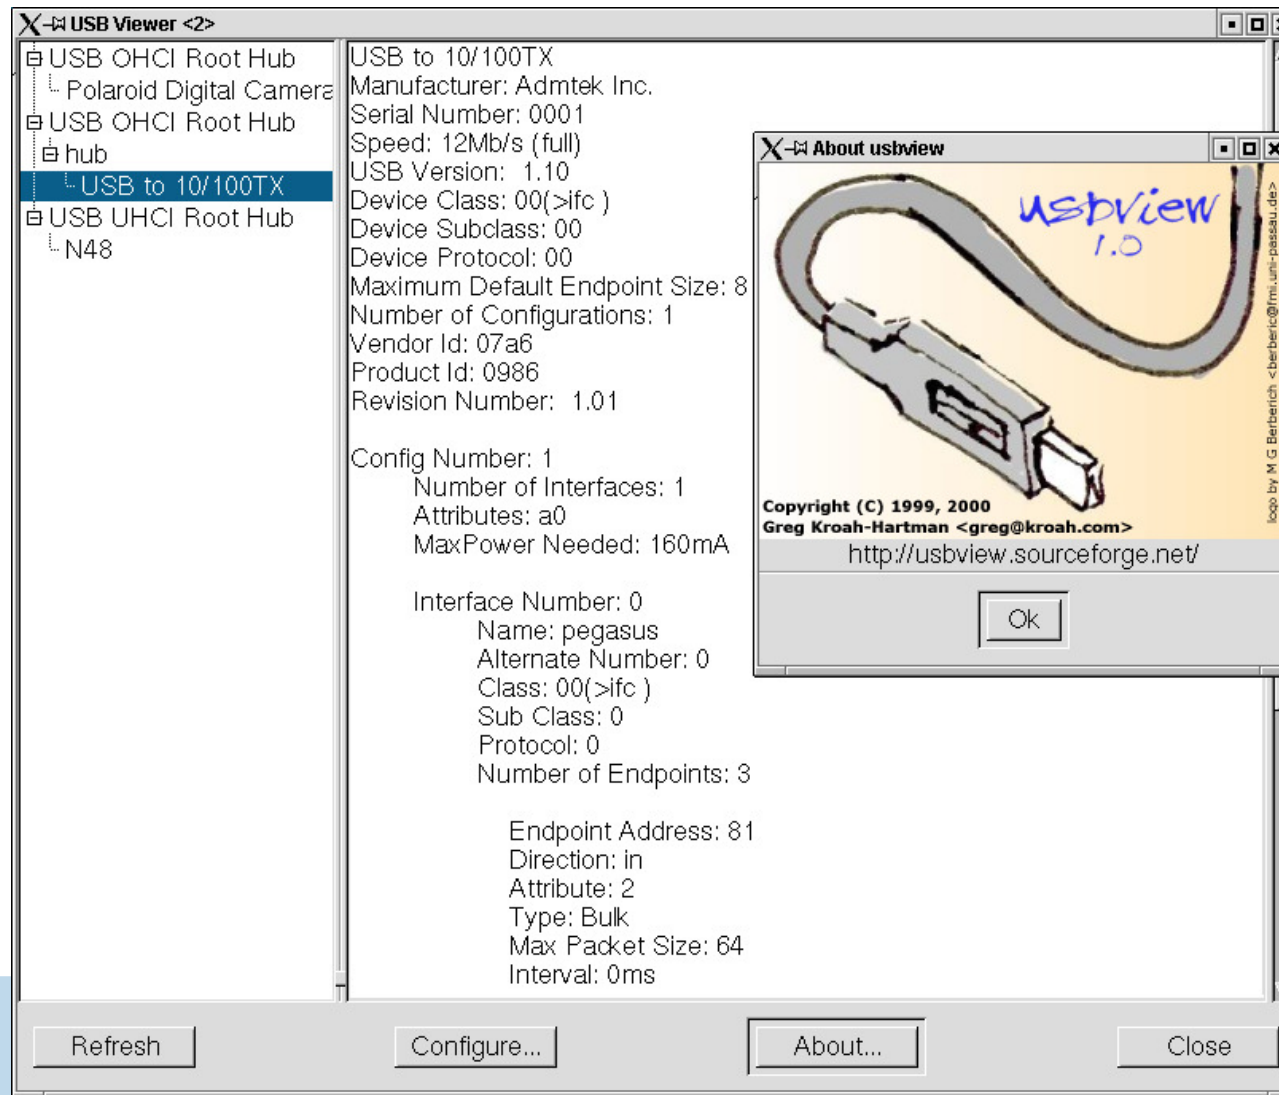 USB Viewer <2>
USB OHCI Root Hub
Polaroid Digital Camera
USB OHCI Root Hub
hub
USB to 10/100TX
USB UHCI Root Hub
N48
USB to 10/100TX
Manufacturer: Admtek Inc.
Serial Number: 0001
Speed: 12Mb/s (full)
USB Version:  1.10
Device Class: 00(>ifc )
Device Subclass: 00
Device Protocol: 00
Maximum Default Endpoint Size: 8
Number of Configurations: 1
Vendor Id: 07a6
Product Id: 0986
Revision Number:  1.01
Config Number: 1
Number of Interfaces: 1
Attributes: a0
MaxPower Needed: 160mA
Interface Number: 0
Name: pegasus
Alternate Number: 0
Class: 00(>ifc )
Sub Class: 0
Protocol: 0
Number of Endpoints: 3
Endpoint Address: 81
Direction: in
Attribute: 2
Type: Bulk
Max Packet Size: 64
Interval: 0ms
About usbview
usbview
1.0
logo by M G Berberich <berberic@fmi.uni-passau.de>
Copyright (C) 1999, 2000
Greg Kroah-Hartman <greg@kroah.com>
http://usbview.sourceforge.net/
Ok
Refresh
Configure...
About...
Close